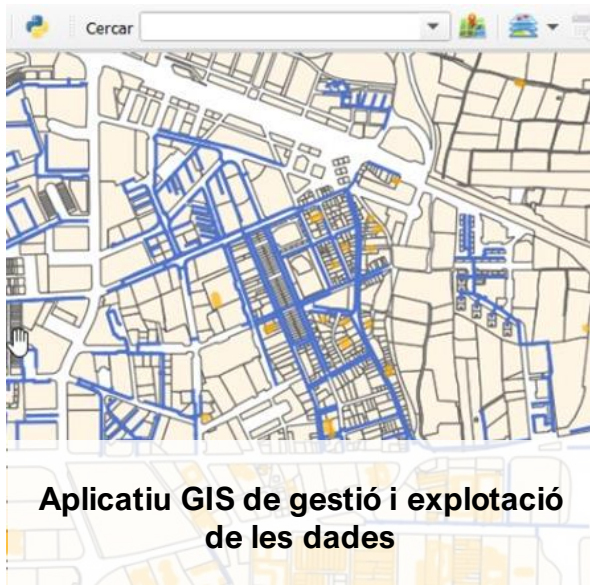 Cercar
Aplicatiu GIS de gestió i explotació
de les dades